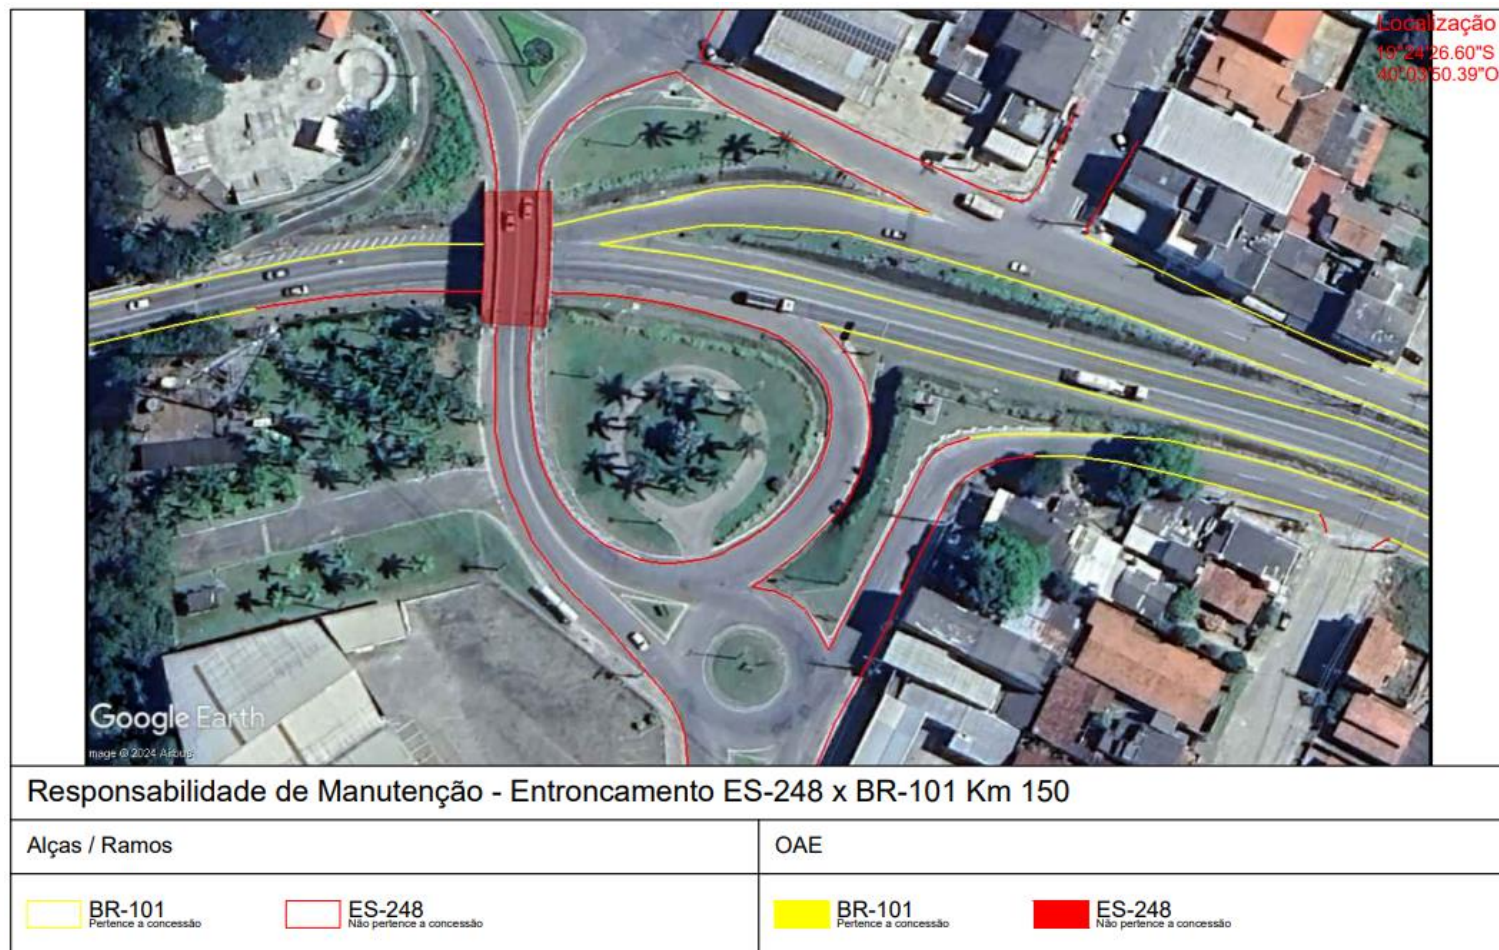 Localização
19°24'26.60"S
40°03'50.39"O
Google Earth
mage © 2024 Airbus
Responsabilidade de Manutenção - Entroncamento ES-248 x BR-101 Km 150
Alças / Ramos
OAE
BR-101
Pertence a concessão
ES-248
Não pertence a concessão
BR-101
Pertence a concessão
ES-248
Não pertence a concessão